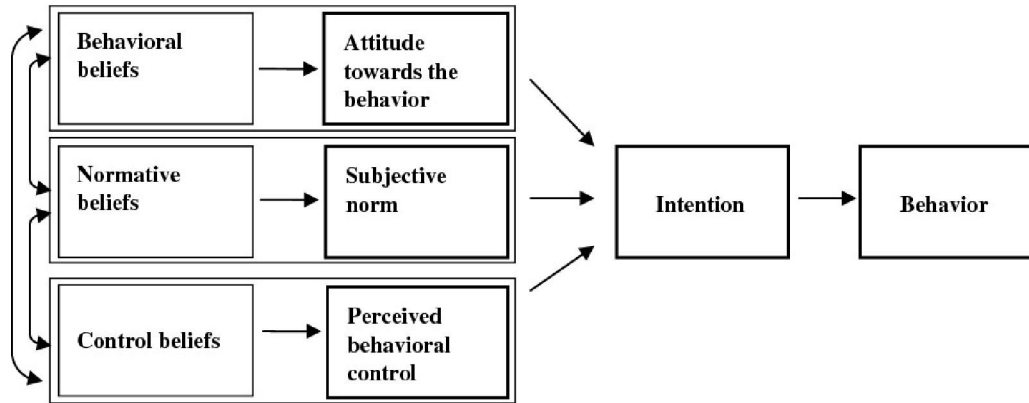 Behavioral
beliefs
Attitude
towards the
behavior
Normative
beliefs
Subjective
norm
Intention
Behavior
Control beliefs
Perceived
behavioral
control